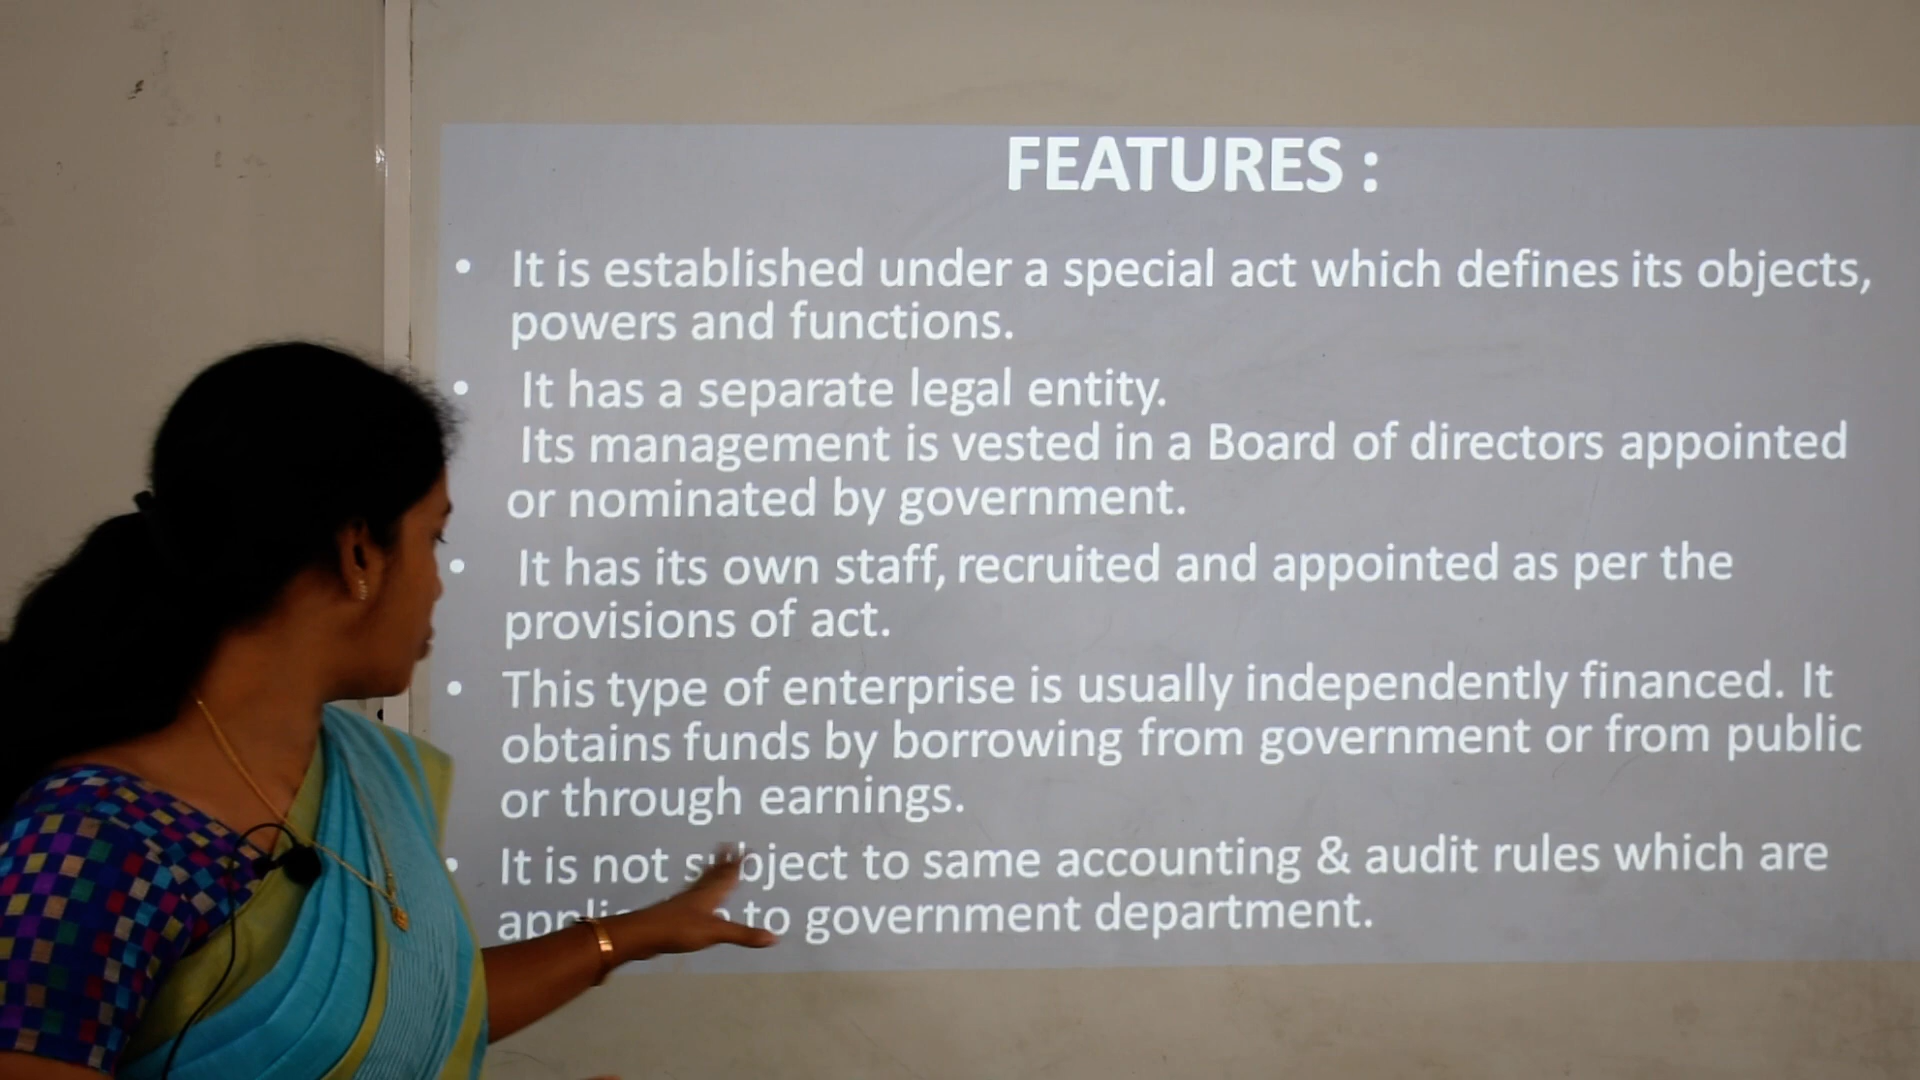 FEATURES :
• It is established under a special act which defines its objects,
powers and functions.
• It has a separate legal entity.
Its management is vested in a Board of directors appointed
or nominated by government.
• It has its own staff, recruited and appointed as per the
provisions of act.
• This type of enterprise is usually independently financed. It
obtains funds by borrowing from government or from public
or through earnings.
• It is not subject to same accounting & audit rules which are
to government department.